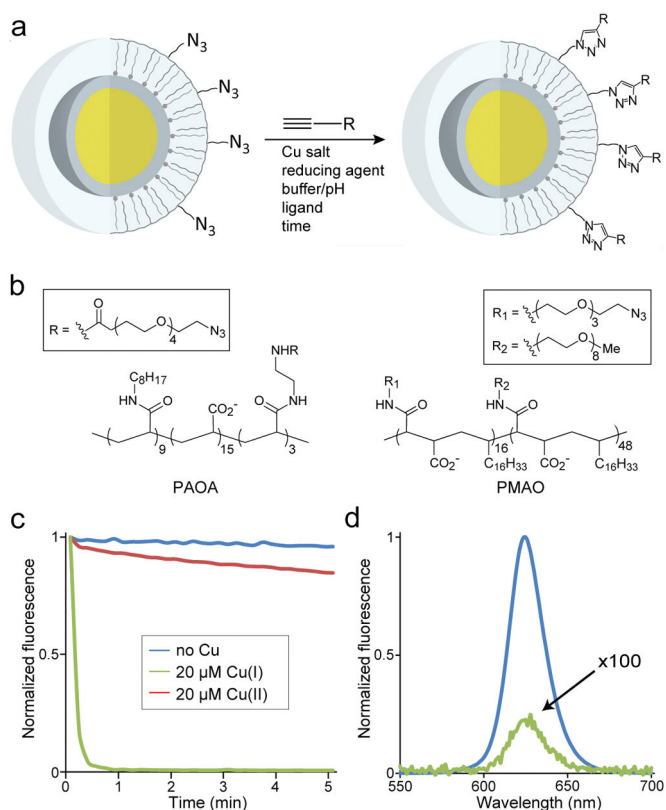 a
N₃
N₃
N₃
N₃
≡—R
Cu salt
reducing agent
buffer/pH
ligand
time
R
N
N
N
R
N
N
N
R
N
N
N
R
N
N
N
b
R =
O
O
4
N₃
R₁ =
O
3
N₃
R₂ =
O
8
Me
C₈H₁₇
HN
O
CO₂⁻
NHR
NH
O
9
15
3
PAOA
R₁
HN
O
R₂
HN
O
CO₂⁻
C₁₆H₃₃
16
CO₂⁻
C₁₆H₃₃
48
PMAO
c
Normalized fluorescence
1
0.5
0
no Cu
20 µM Cu(I)
20 µM Cu(II)
1
2
3
4
5
Time (min)
d
Normalized fluorescence
1
0.5
0
x100
550
600
650
700
Wavelength (nm)